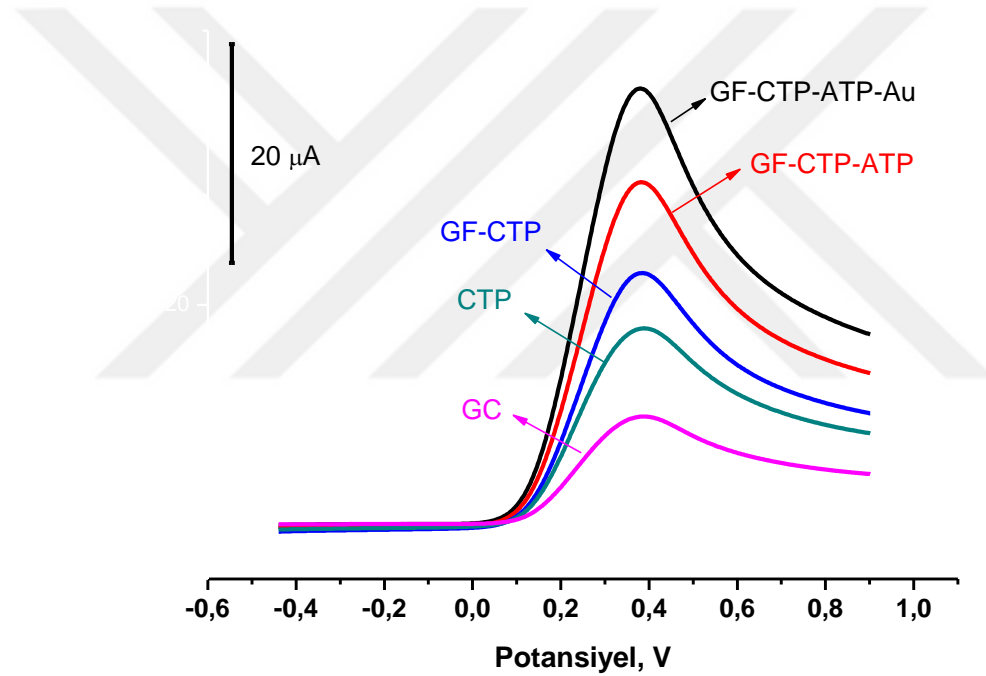 GF-CTP-ATP-Au
20 μA
GF-CTP-ATP
GF-CTP
CTP
20
GC
-0,6 -0,4 -0,2 0,0 0,2 0,4 0,6 0,8 1,0
Potansiyel, V